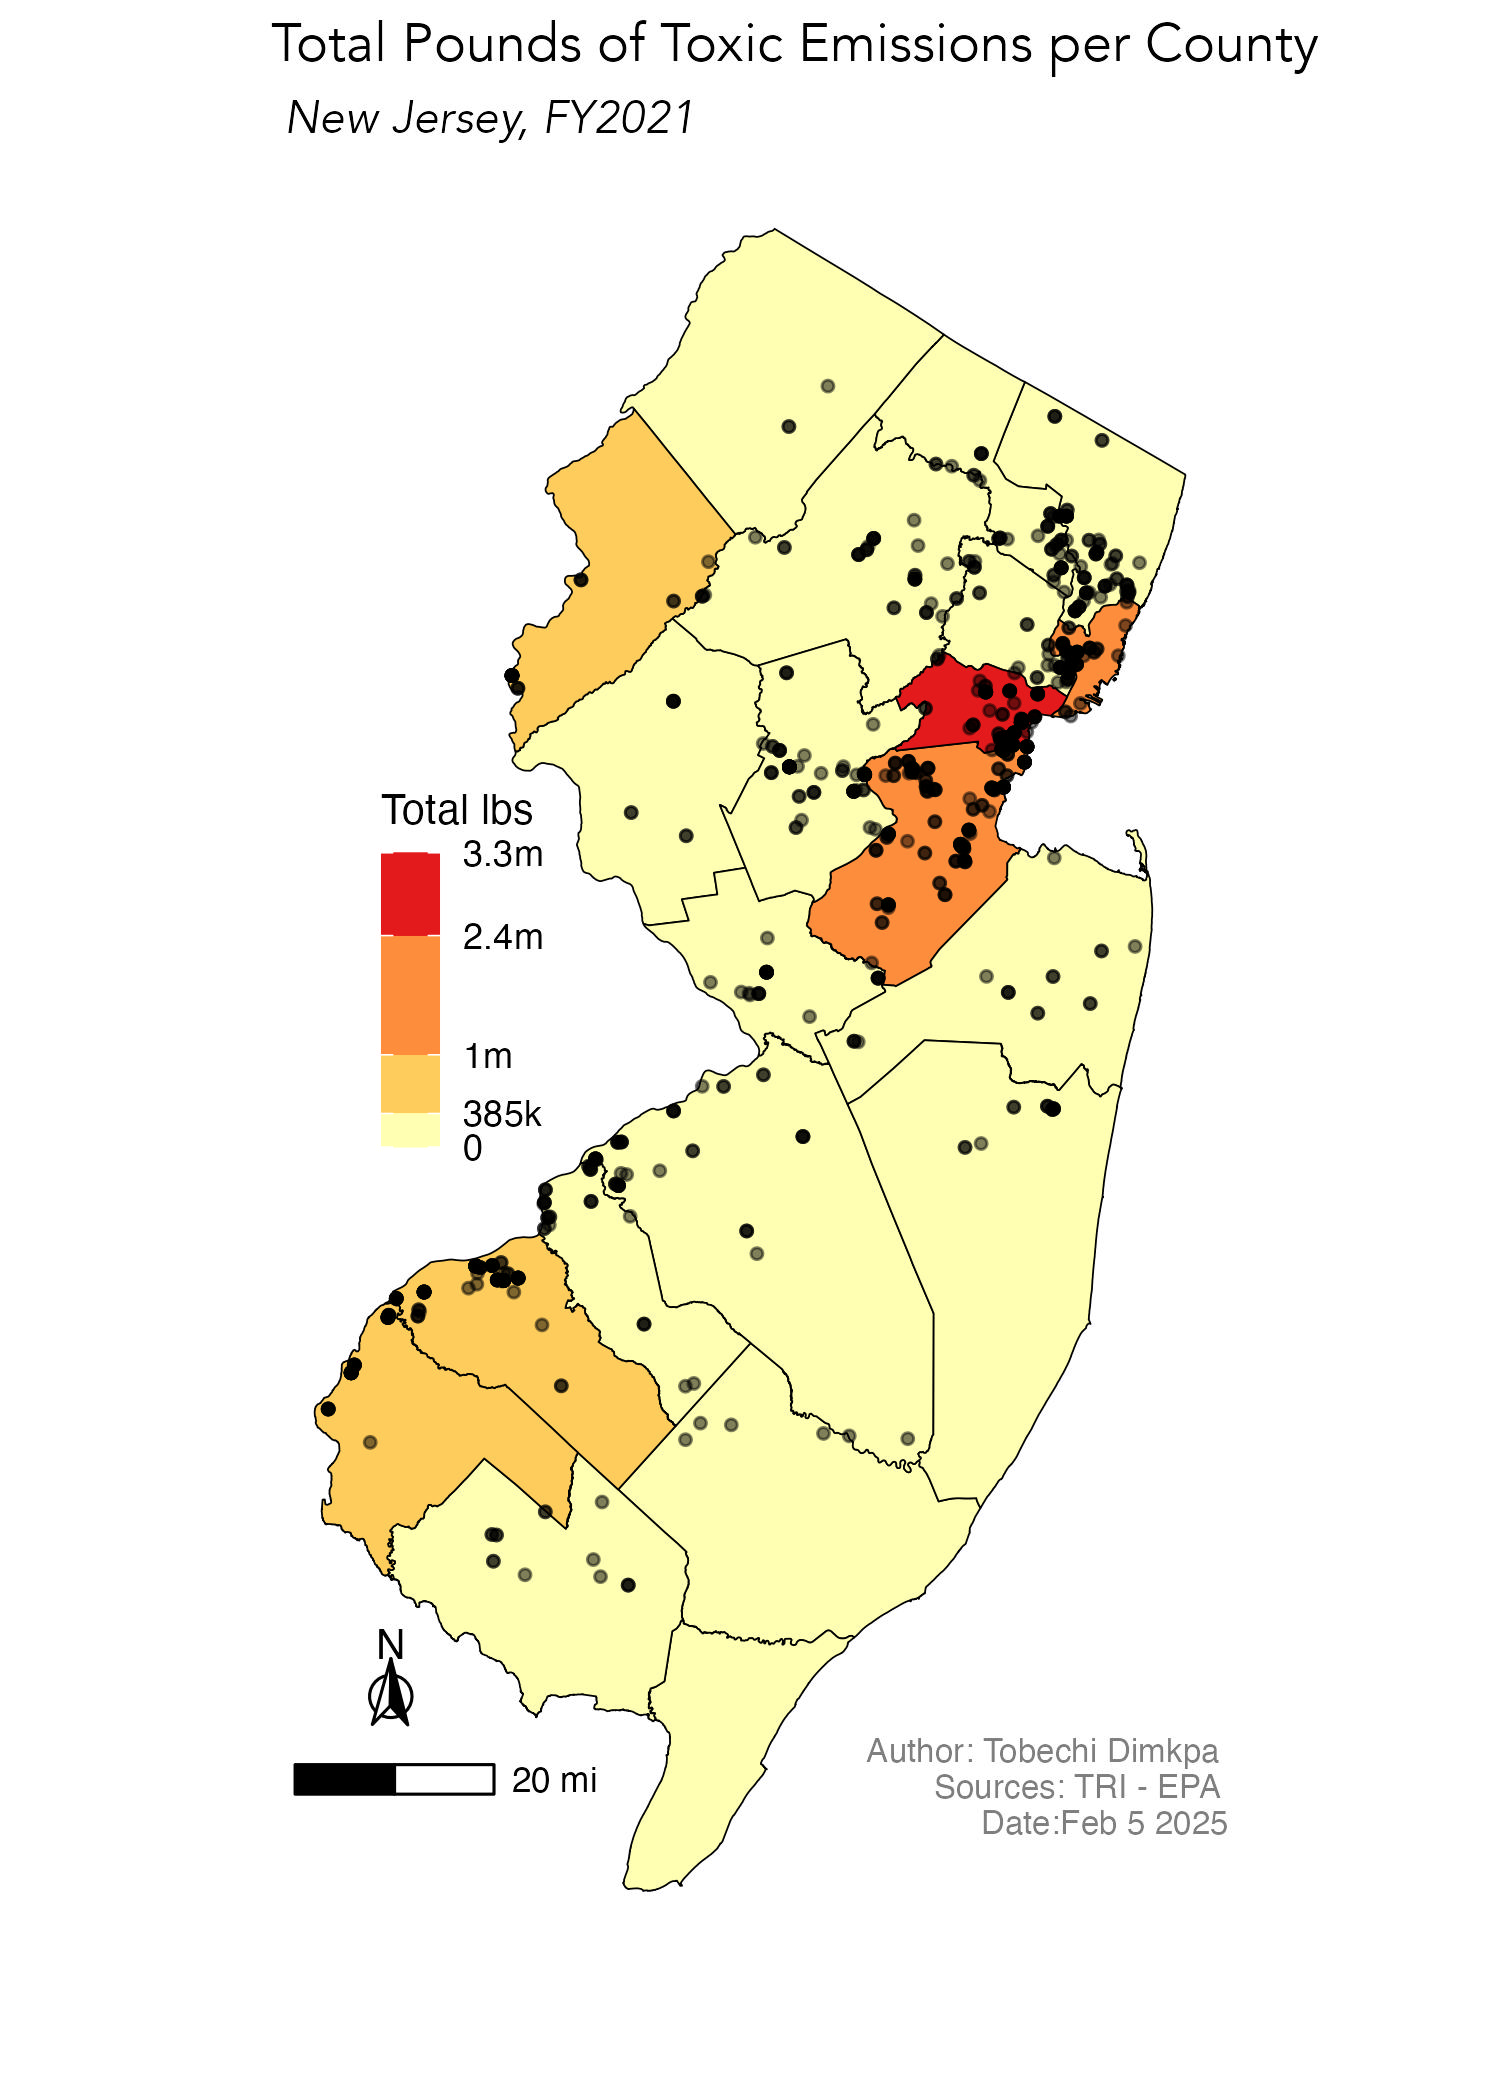 Total Pounds of Toxic Emissions per County
New Jersey, FY2021
Total lbs
3.3m
2.4m
1m
385k
0
N
20 mi
Author: Tobechi Dimkpa
Sources: TRI - EPA
Date:Feb 5 2025